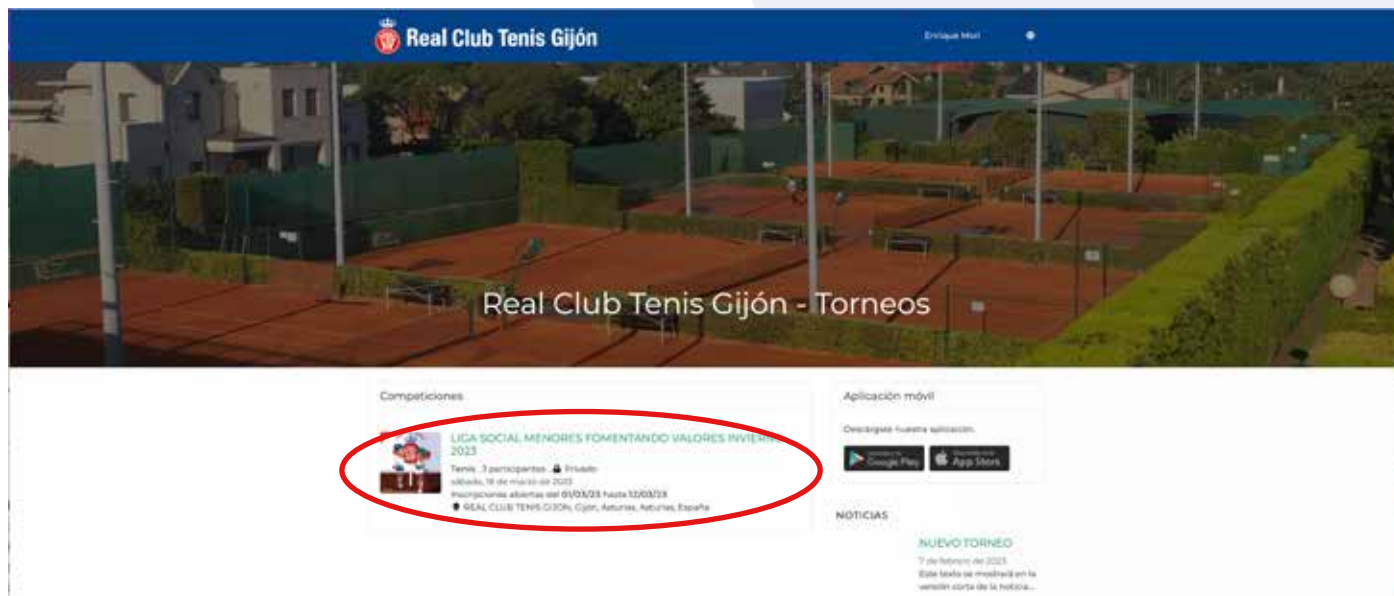 Real Club Tenis Gijón
Enrique Mori
Real Club Tenis Gijón - Torneos
Competiciones
LIGA SOCIAL MENORES FOMENTANDO VALORES INVIERNO
2023
Tenis . 3 participantes . Privado
sábado, 18 de marzo de 2023
Inscripciones abiertas del 01/03/23 hasta 12/03/23
REAL CLUB TENIS GIJON, Gijón, Asturias, Asturias, España
Aplicación móvil
Descárgate nuestra aplicación.
Google Play
App Store
NOTICIAS
NUEVO TORNEO
7 de febrero de 2023
Este texto se mostrará en la
versión corta de la noticia...